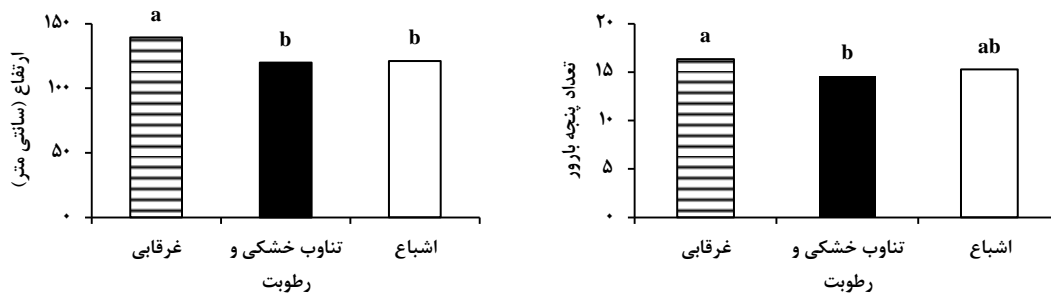 ارتفاع (سانتی متر)
۱۵۰
۱۰۰
۵۰
۰
a
b
b
غرقابی
تناوب خشکی و
رطوبت
اشباع
تعداد پنجه بارور
۲۰
۱۵
۱۰
۵
۰
a
b
ab
غرقابی
تناوب خشکی و
رطوبت
اشباع